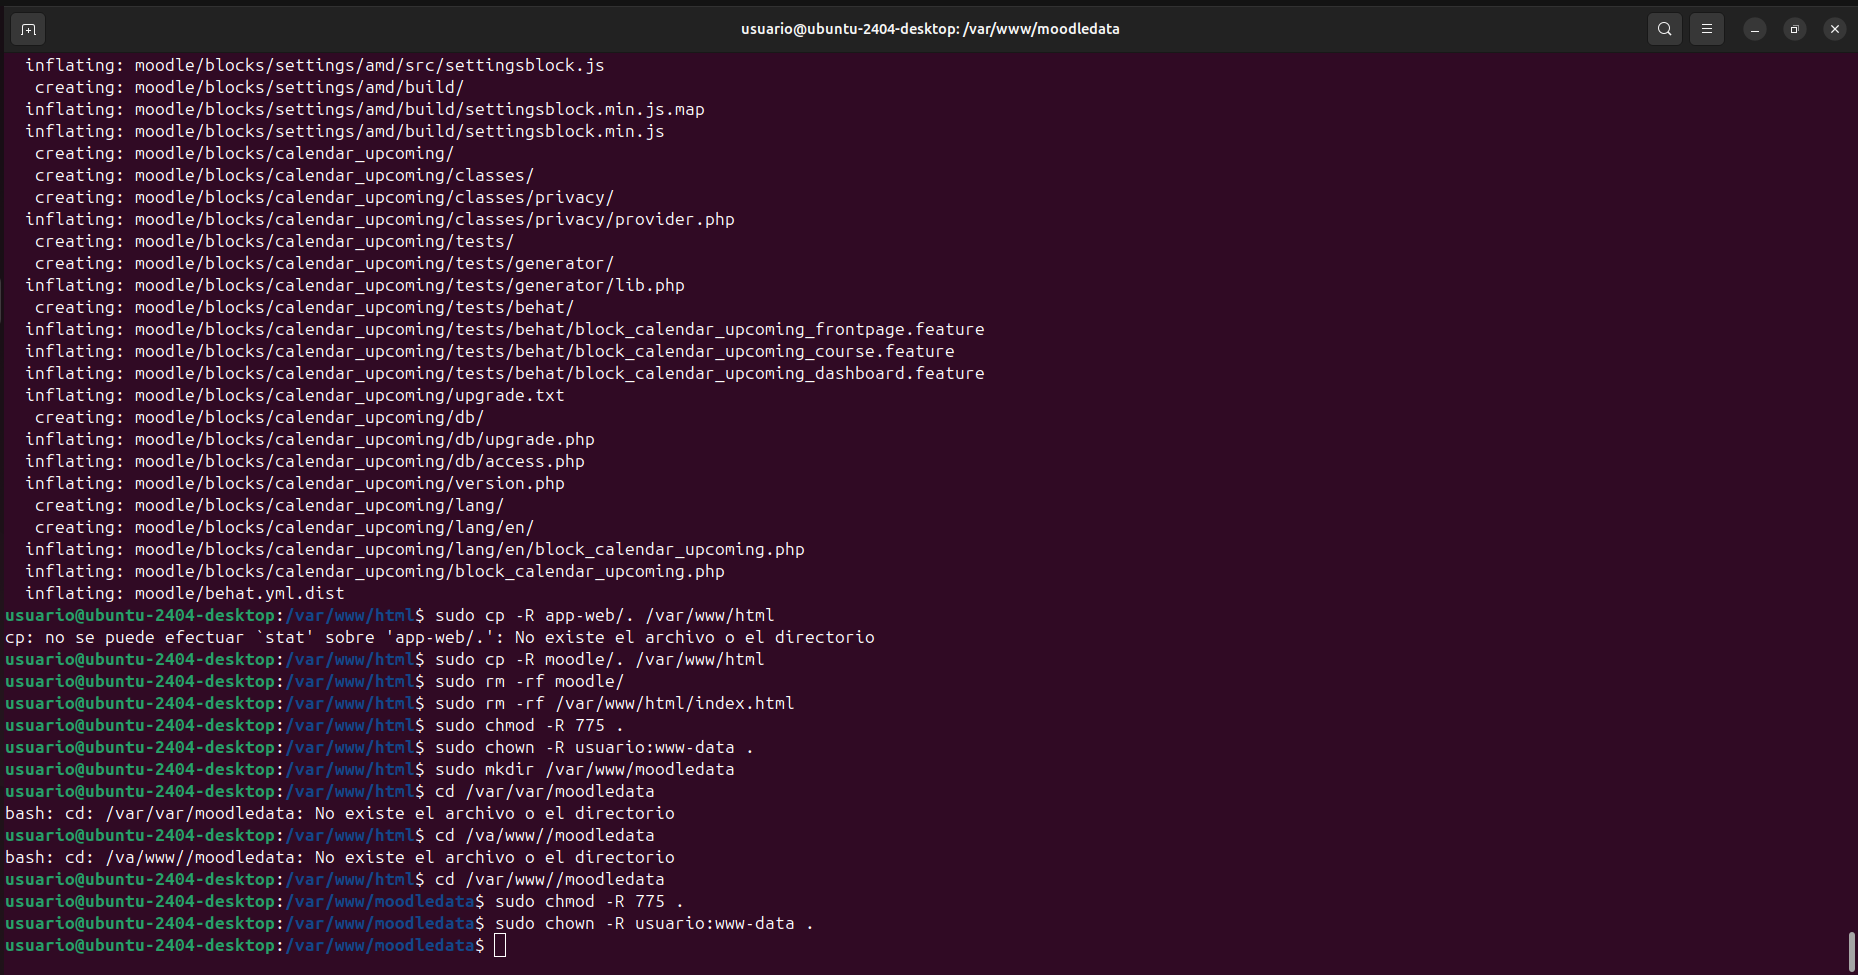 usuario@ubuntu-2404-desktop: /var/www/moodledata
inflating: moodle/blocks/settings/amd/src/settingsblock.js
creating: moodle/blocks/settings/amd/build/
inflating: moodle/blocks/settings/amd/build/settingsblock.min.js.map
inflating: moodle/blocks/settings/amd/build/settingsblock.min.js
creating: moodle/blocks/calendar_upcoming/
creating: moodle/blocks/calendar_upcoming/classes/
creating: moodle/blocks/calendar_upcoming/classes/privacy/
inflating: moodle/blocks/calendar_upcoming/classes/privacy/provider.php
creating: moodle/blocks/calendar_upcoming/tests/
creating: moodle/blocks/calendar_upcoming/tests/generator/
inflating: moodle/blocks/calendar_upcoming/tests/generator/lib.php
creating: moodle/blocks/calendar_upcoming/tests/behat/
inflating: moodle/blocks/calendar_upcoming/tests/behat/block_calendar_upcoming_frontpage.feature
inflating: moodle/blocks/calendar_upcoming/tests/behat/block_calendar_upcoming_course.feature
inflating: moodle/blocks/calendar_upcoming/tests/behat/block_calendar_upcoming_dashboard.feature
inflating: moodle/blocks/calendar_upcoming/upgrade.txt
creating: moodle/blocks/calendar_upcoming/db/
inflating: moodle/blocks/calendar_upcoming/db/upgrade.php
inflating: moodle/blocks/calendar_upcoming/db/access.php
inflating: moodle/blocks/calendar_upcoming/version.php
creating: moodle/blocks/calendar_upcoming/lang/
creating: moodle/blocks/calendar_upcoming/lang/en/
inflating: moodle/blocks/calendar_upcoming/lang/en/block_calendar_upcoming.php
inflating: moodle/blocks/calendar_upcoming/block_calendar_upcoming.php
inflating: moodle/behat.yml.dist
usuario@ubuntu-2404-desktop:/var/www/html$ sudo cp -R app-web/. /var/www/html
cp: no se puede efectuar `stat' sobre 'app-web/.': No existe el archivo o el directorio
usuario@ubuntu-2404-desktop:/var/www/html$ sudo cp -R moodle/. /var/www/html
usuario@ubuntu-2404-desktop:/var/www/html$ sudo rm -rf moodle/
usuario@ubuntu-2404-desktop:/var/www/html$ sudo rm -rf /var/www/html/index.html
usuario@ubuntu-2404-desktop:/var/www/html$ sudo chmod -R 775 .
usuario@ubuntu-2404-desktop:/var/www/html$ sudo chown -R usuario:www-data .
usuario@ubuntu-2404-desktop:/var/www/html$ sudo mkdir /var/www/moodledata
usuario@ubuntu-2404-desktop:/var/www/html$ cd /var/var/moodledata
bash: cd: /var/var/moodledata: No existe el archivo o el directorio
usuario@ubuntu-2404-desktop:/var/www/html$ cd /va/www//moodledata
bash: cd: /va/www//moodledata: No existe el archivo o el directorio
usuario@ubuntu-2404-desktop:/var/www/html$ cd /var/www//moodledata
usuario@ubuntu-2404-desktop:/var/www/moodledata$ sudo chmod -R 775 .
usuario@ubuntu-2404-desktop:/var/www/moodledata$ sudo chown -R usuario:www-data .
usuario@ubuntu-2404-desktop:/var/www/moodledata$